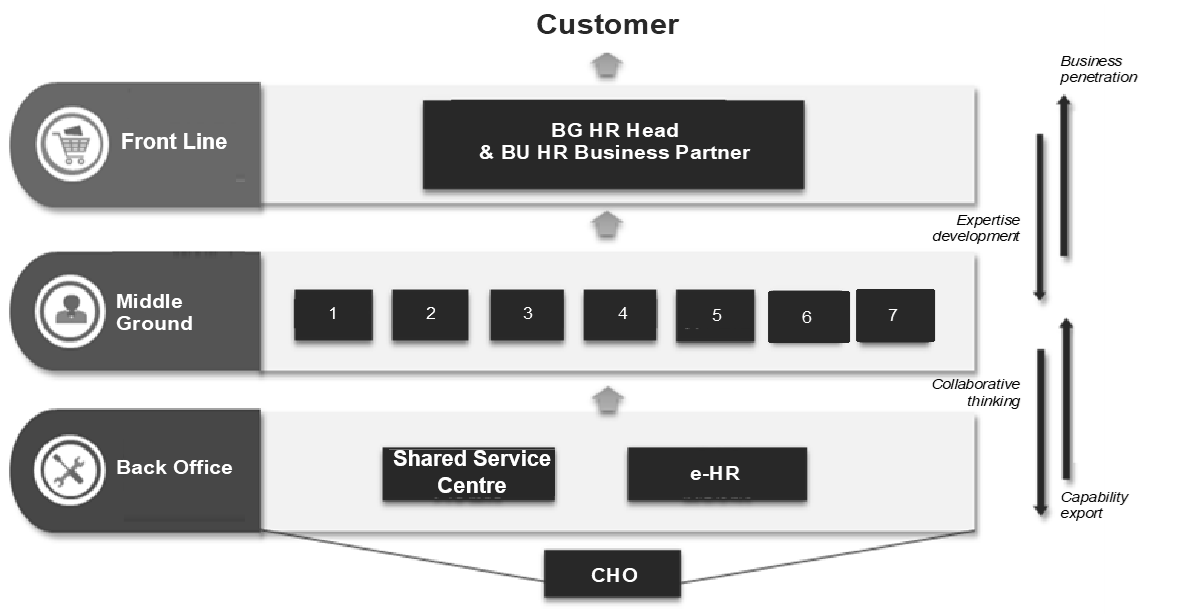 Customer
Business
penetration
Front Line
BG HR Head
& BU HR Business Partner
Expertise
development
Middle
Ground
1
2
3
4
5
6
7
Collaborative
thinking
Back Office
Shared Service
Centre
e-HR
Capability
export
CHO